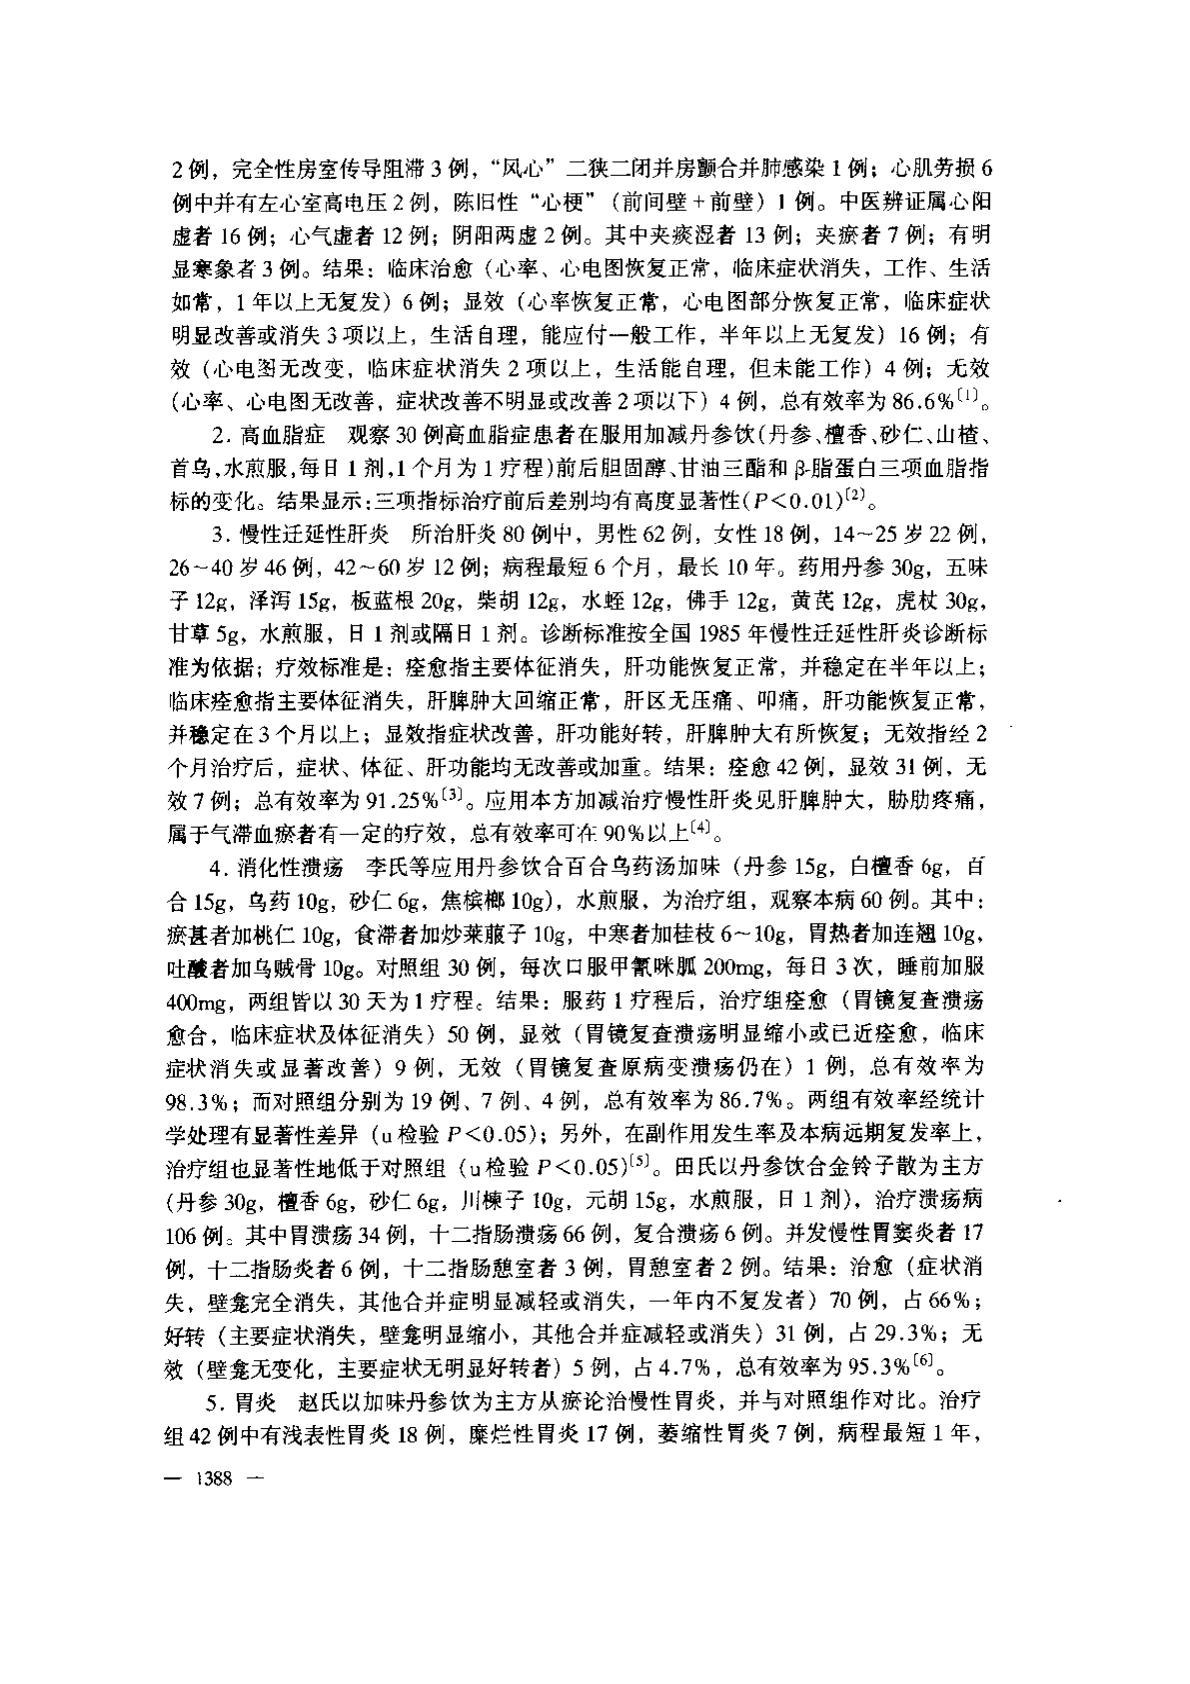 2例，完全性房室传导阻滞3例，“风心”二狭二闭并房颤合并肺感染1例；心肌劳损6
例中并有左心室高电压2例，陈旧性“心梗”（前间壁+前壁）1例。中医辨证属心阳
虚者16例；心气虚者12例；阴阳两虚2例。其中夹痰湿者13例；夹瘀者7例；有明
显寒象者3例。结果：临床治愈（心率、心电图恢复正常，临床症状消失，工作、生活
如常，1年以上无复发）6例；显效（心率恢复正常，心电图部分恢复正常，临床症状
明显改善或消失3项以上，生活自理，能应付一般工作，半年以上无复发）16例；有
效（心电图无改变，临床症状消失2项以上，生活能自理，但未能工作）4例；无效
（心率、心电图无改善，症状改善不明显或改善2项以下）4例，总有效率为86.6%〔1〕。
2. 高血脂症　观察30例高血脂症患者在服用加减丹参饮(丹参、檀香、砂仁、山楂、
首乌,水煎服,每日1剂,1个月为1疗程)前后胆固醇、甘油三酯和β-脂蛋白三项血脂指
标的变化。结果显示:三项指标治疗前后差别均有高度显著性(P<0.01)〔2〕。
3. 慢性迁延性肝炎　所治肝炎80例中，男性62例，女性18例，14～25岁22例，
26～40岁46例，42～60岁12例；病程最短6个月，最长10年。药用丹参30g，五味
子12g，泽泻15g，板蓝根20g，柴胡12g，水蛭12g，佛手12g，黄芪12g，虎杖30g，
甘草5g，水煎服，日1剂或隔日1剂。诊断标准按全国1985年慢性迁延性肝炎诊断标
准为依据；疗效标准是：痊愈指主要体征消失，肝功能恢复正常，并稳定在半年以上；
临床痊愈指主要体征消失，肝脾肿大回缩正常，肝区无压痛、叩痛，肝功能恢复正常，
并稳定在3个月以上；显效指症状改善，肝功能好转，肝脾肿大有所恢复；无效指经2
个月治疗后，症状、体征、肝功能均无改善或加重。结果：痊愈42例，显效31例，无
效7例；总有效率为91.25%〔3〕。应用本方加减治疗慢性肝炎见肝脾肿大，胁肋疼痛，
属于气滞血瘀者有一定的疗效，总有效率可在90%以上〔4〕。
4. 消化性溃疡　李氏等应用丹参饮合百合乌药汤加味（丹参15g，白檀香6g，百
合15g，乌药10g，砂仁6g，焦槟榔10g），水煎服，为治疗组，观察本病60例。其中：
瘀甚者加桃仁10g，食滞者加炒莱菔子10g，中寒者加桂枝6～10g，胃热者加连翘10g，
吐酸者加乌贼骨10g。对照组30例，每次口服甲氰咪胍200mg，每日3次，睡前加服
400mg，两组皆以30天为1疗程。结果：服药1疗程后，治疗组痊愈（胃镜复查溃疡
愈合，临床症状及体征消失）50例，显效（胃镜复查溃疡明显缩小或已近痊愈，临床
症状消失或显著改善）9例，无效（胃镜复查原病变溃疡仍在）1例，总有效率为
98.3%；而对照组分别为19例、7例、4例，总有效率为86.7%。两组有效率经统计
学处理有显著性差异（u检验 P<0.05)；另外，在副作用发生率及本病远期复发率上，
治疗组也显著性地低于对照组（u检验 P<0.05)〔5〕。田氏以丹参饮合金铃子散为主方
（丹参30g，檀香6g，砂仁6g，川楝子10g，元胡15g，水煎服，日1剂），治疗溃疡病
106例。其中胃溃疡34例，十二指肠溃疡66例，复合溃疡6例。并发慢性胃窦炎者17
例，十二指肠炎者6例，十二指肠憩室者3例，胃憩室者2例。结果：治愈（症状消
失，壁龛完全消失，其他合并症明显减轻或消失，一年内不复发者）70例，占66%；
好转（主要症状消失，壁龛明显缩小，其他合并症减轻或消失）31例，占29.3%；无
效（壁龛无变化，主要症状无明显好转者）5例，占4.7%，总有效率为95.3%〔6〕。
5. 胃炎　赵氏以加味丹参饮为主方从瘀论治慢性胃炎，并与对照组作对比。治疗
组42例中有浅表性胃炎18例，糜烂性胃炎17例，萎缩性胃炎7例，病程最短1年，
— 1388 —